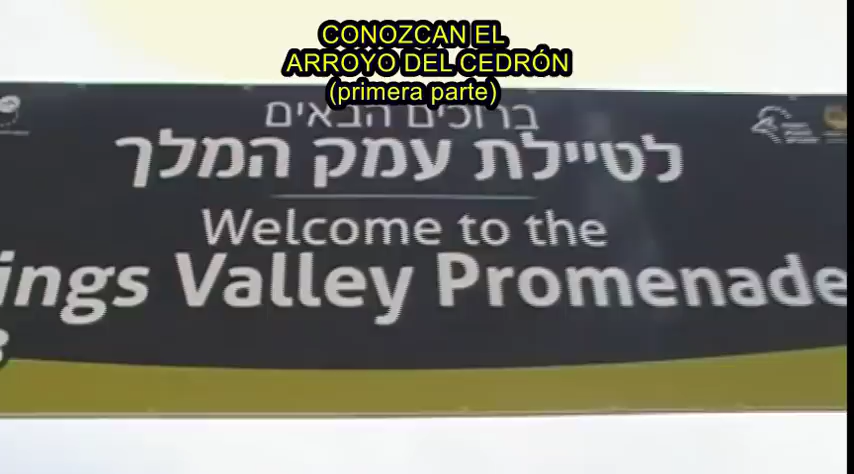 CONOZCAN EL
ARROYO DEL CEDRÓN
(primera parte)
ברוכים הבאים
לטיילת עמק המלך
Welcome to the
ings Valley Promenade